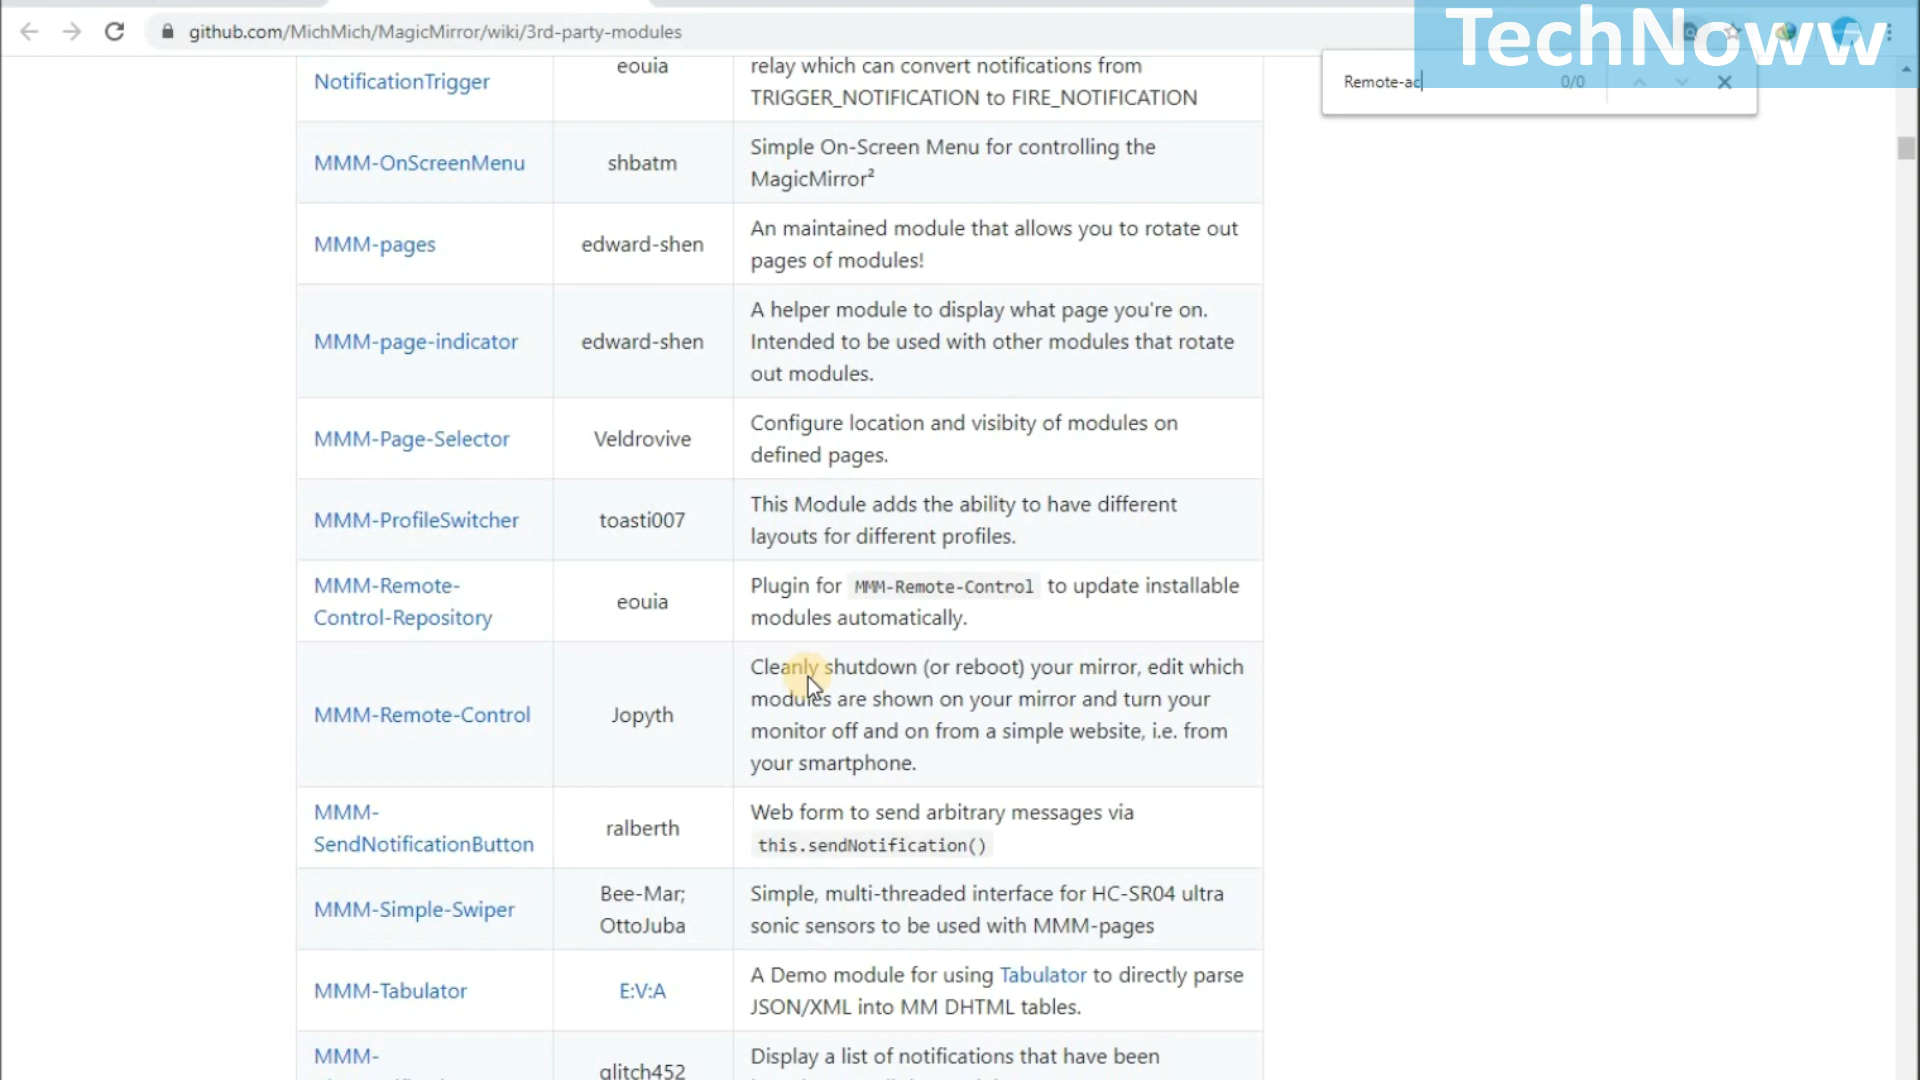 github.com/MichMich/MagicMirror/wiki/3rd-party-modules
TechNoww
Remote-ac 0/0
NotificationTrigger
eouia
relay which can convert notifications from
TRIGGER_NOTIFICATION to FIRE_NOTIFICATION
MMM-OnScreenMenu
shbatm
Simple On-Screen Menu for controlling the
MagicMirror²
MMM-pages
edward-shen
An maintained module that allows you to rotate out
pages of modules!
MMM-page-indicator
edward-shen
A helper module to display what page you're on.
Intended to be used with other modules that rotate
out modules.
MMM-Page-Selector
Veldrovive
Configure location and visibity of modules on
defined pages.
MMM-ProfileSwitcher
toasti007
This Module adds the ability to have different
layouts for different profiles.
MMM-Remote-
Control-Repository
eouia
Plugin for MMM-Remote-Control to update installable
modules automatically.
MMM-Remote-Control
Jopyth
Cleanly shutdown (or reboot) your mirror, edit which
modules are shown on your mirror and turn your
monitor off and on from a simple website, i.e. from
your smartphone.
MMM-
SendNotificationButton
ralberth
Web form to send arbitrary messages via
this.sendNotification()
MMM-Simple-Swiper
Bee-Mar;
OttoJuba
Simple, multi-threaded interface for HC-SR04 ultra
sonic sensors to be used with MMM-pages
MMM-Tabulator
E:V:A
A Demo module for using Tabulator to directly parse
JSON/XML into MM DHTML tables.
MMM-
glitch452
Display a list of notifications that have been